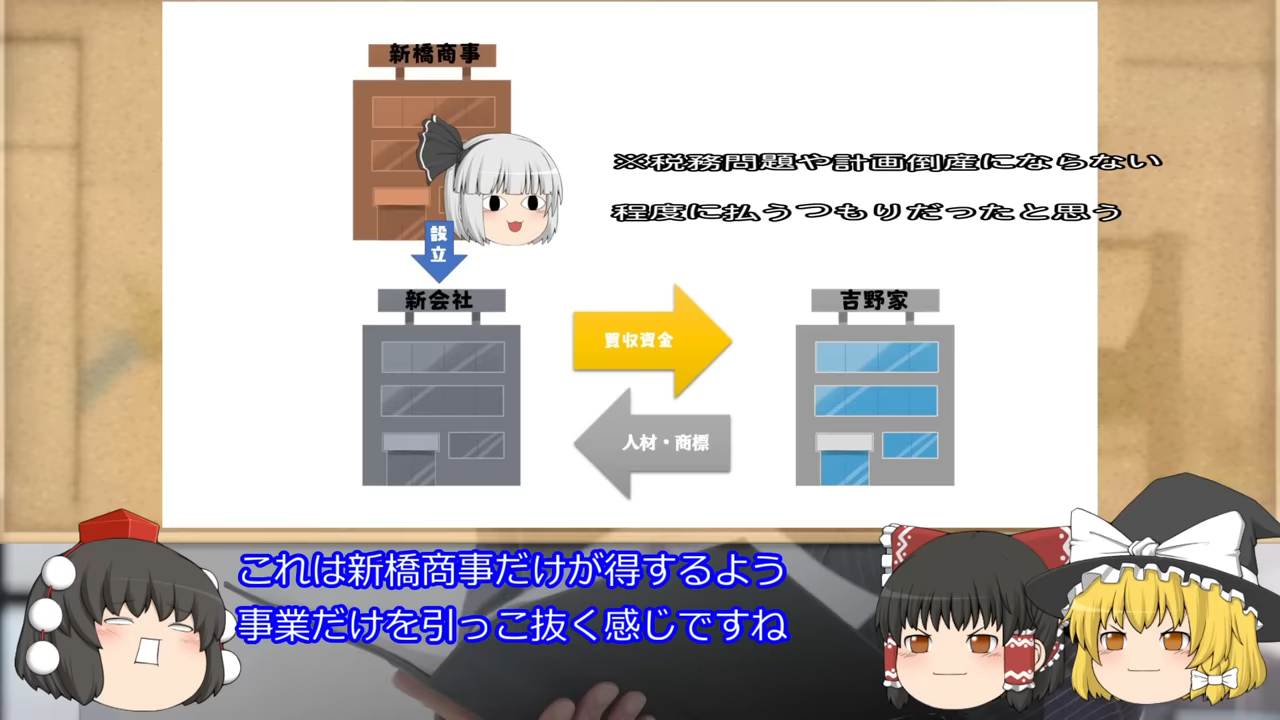 新橋商事
※税務問題や計画倒産にならない
程度に払うつもりだったと思う
設
立
新会社
吉野家
買収資金
人材・商標
これは新橋商事だけが得するよう
事業だけを引っこ抜く感じですね